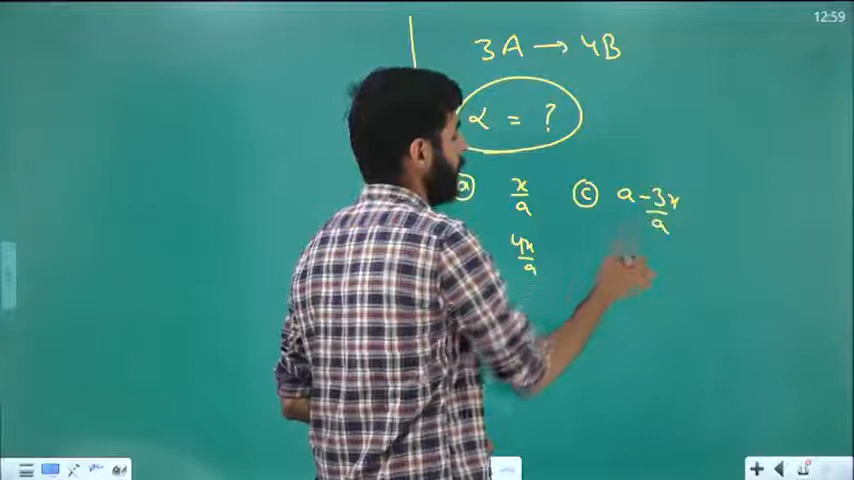 12:59
3A → 4B
α = ?
(a) x/a (c) a - 3x/a
4x/a